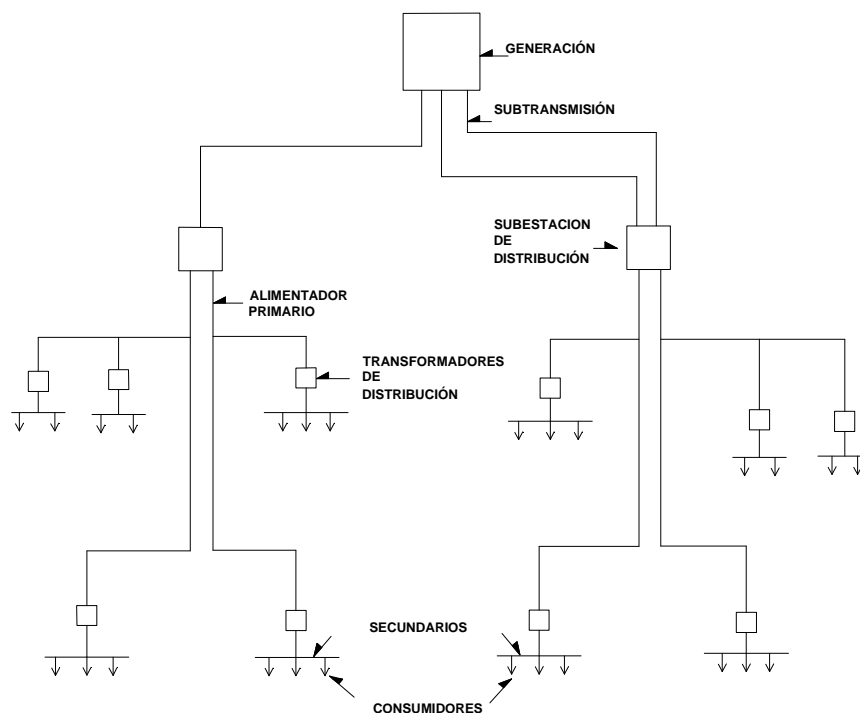 GENERACIÓN
SUBTRANSMISIÓN
SUBESTACION
DE
DISTRIBUCIÓN
ALIMENTADOR
PRIMARIO
TRANSFORMADORES
DE
DISTRIBUCIÓN
SECUNDARIOS
CONSUMIDORES